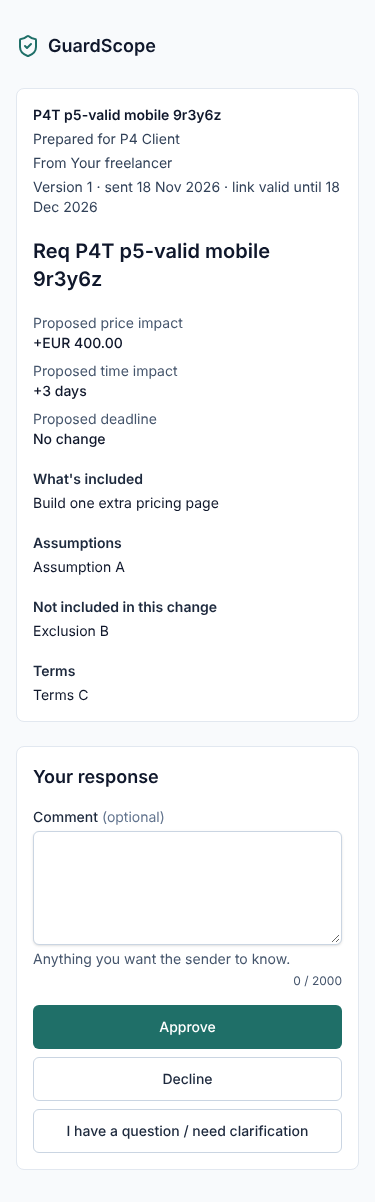 GuardScope
P4T p5-valid mobile 9r3y6z
Prepared for P4 Client
From Your freelancer
Version 1 · sent 18 Nov 2026 · link valid until 18
Dec 2026
Req P4T p5-valid mobile
9r3y6z
Proposed price impact
+EUR 400.00
Proposed time impact
+3 days
Proposed deadline
No change
What's included
Build one extra pricing page
Assumptions
Assumption A
Not included in this change
Exclusion B
Terms
Terms C
Your response
Comment (optional)
Anything you want the sender to know.
0 / 2000
Approve
Decline
I have a question / need clarification